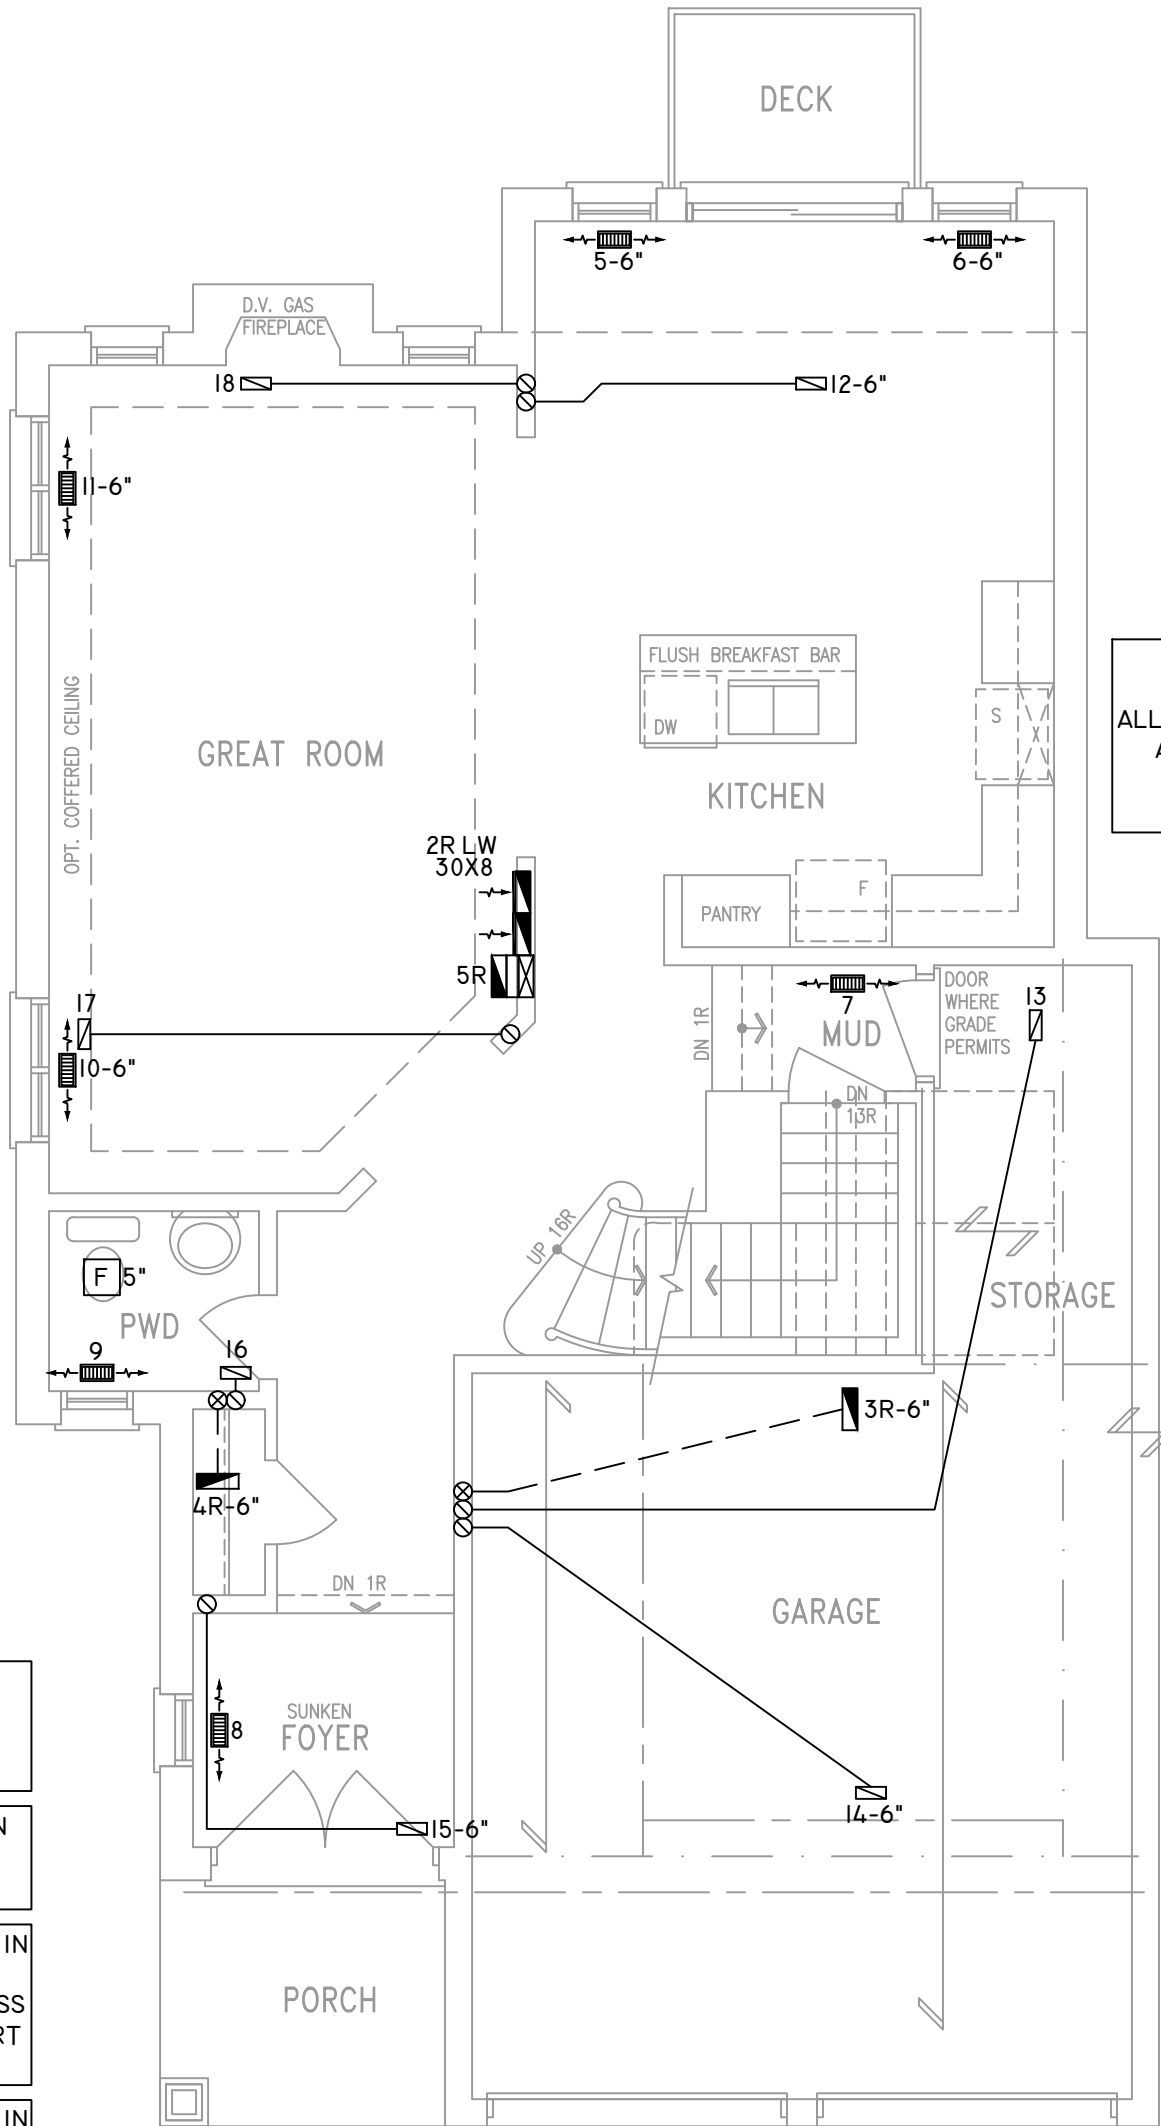 DECK
5-6"
6-6"
D.V. GAS
FIREPLACE
18
12-6"
11-6"
OPT. COFFERED CEILING
GREAT ROOM
FLUSH BREAKFAST BAR
DW
S
KITCHEN
ALL
A
2R LW
30X8
F
PANTRY
5R
17
10-6"
DN 1R
7
MUD
DOOR
WHERE
GRADE
PERMITS
13
DN
13R
UP 16R
F 5"
PWD
STORAGE
9
16
3R-6"
4R-6"
DN 1R
GARAGE
SUNKEN
FOYER
8
14-6"
15-6"
N
IN
SS
RT
PORCH
IN